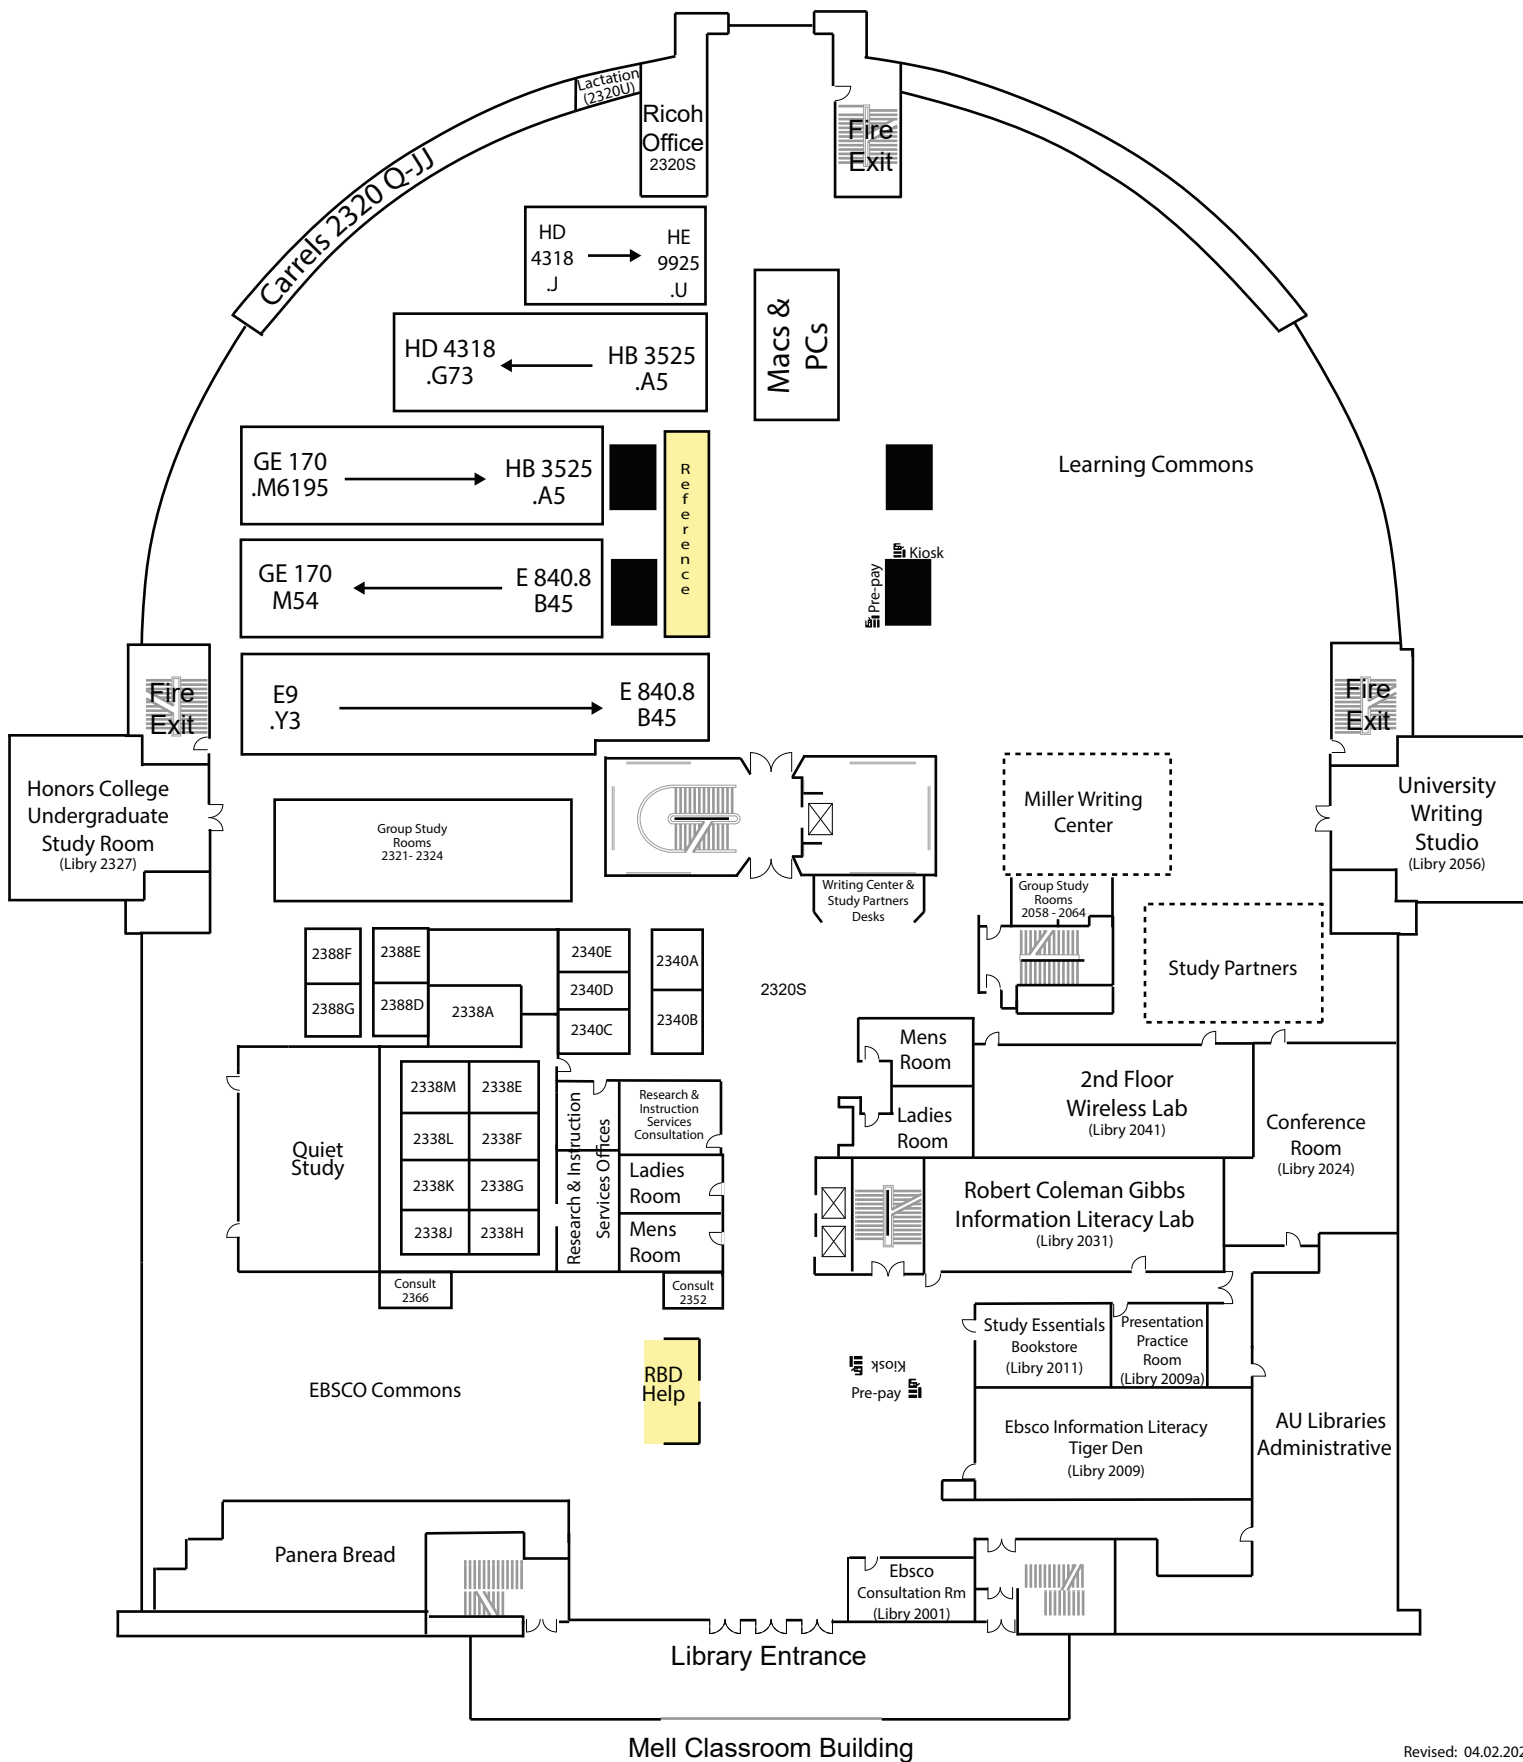 Lactation
(2320U)
Ricoh
Office
2320S
Fire
Exit
Carrels 2320 Q-JJ
HD
4318
.J
HE
9925
.U
HD 4318
.G73
HB 3525
.A5
Macs &
PCs
GE 170
.M6195
HB 3525
.A5
Reference
Learning Commons
GE 170
M54
E 840.8
B45
Kiosk
Pre-pay
E9
.Y3
E 840.8
B45
Fire
Exit
Fire
Exit
Honors College
Undergraduate
Study Room
(Libry 2327)
Group Study
Rooms
2321- 2324
Miller Writing
Center
University
Writing
Studio
(Libry 2056)
Writing Center &
Study Partners
Desks
Group Study
Rooms
2058 - 2064
Study Partners
2388F
2388E
2388G
2388D
2338A
2340E
2340D
2340C
2340A
2340B
2320S
Mens
Room
Ladies
Room
2nd Floor
Wireless Lab
(Libry 2041)
Conference
Room
(Libry 2024)
Quiet
Study
2338M
2338E
2338L
2338F
2338K
2338G
2338J
2338H
Research & Instruction
Services Offices
Research &
Instruction
Services
Consultation
Ladies
Room
Mens
Room
Robert Coleman Gibbs
Information Literacy Lab
(Libry 2031)
Consult
2366
Consult
2352
Study Essentials
Bookstore
(Libry 2011)
Presentation
Practice
Room
(Libry 2009a)
EBSCO Commons
RBD
Help
Kiosk
Pre-pay
Ebsco Information Literacy
Tiger Den
(Libry 2009)
AU Libraries
Administrative
Panera Bread
Ebsco
Consultation Rm
(Libry 2001)
Library Entrance
Mell Classroom Building
Revised: